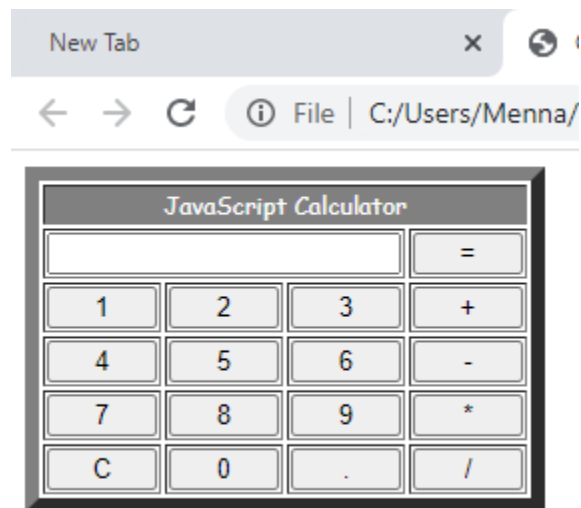 New Tab
File | C:/Users/Menna/
JavaScript Calculator
=
1 2 3 +
4 5 6 -
7 8 9 *
C 0 . /